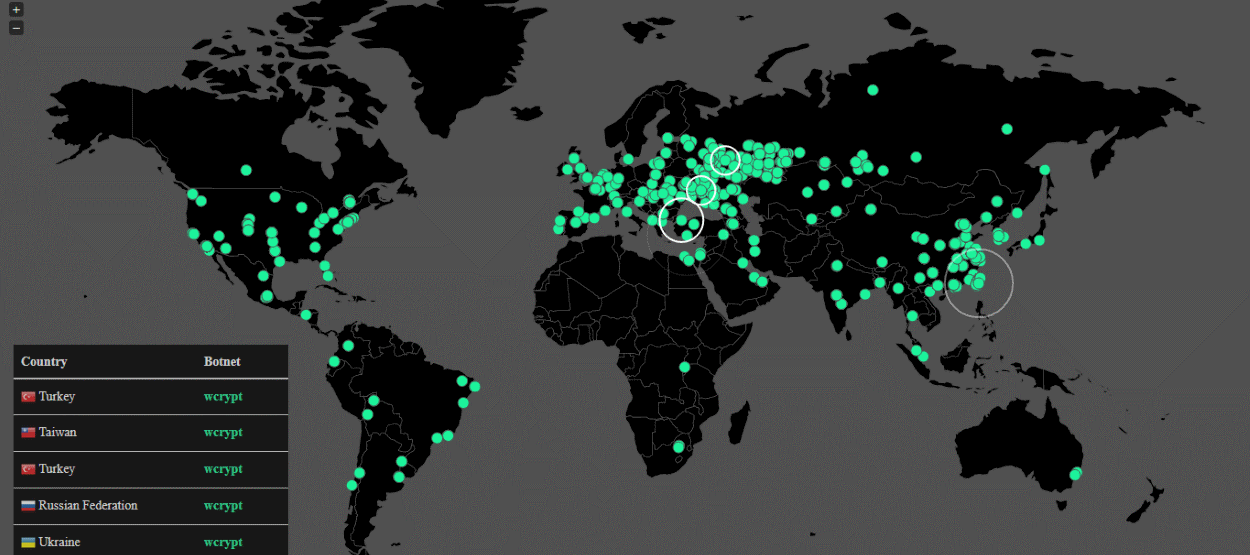 +
−
Country Botnet
Turkey wcrypt
Taiwan wcrypt
Turkey wcrypt
Russian Federation wcrypt
Ukraine wcrypt